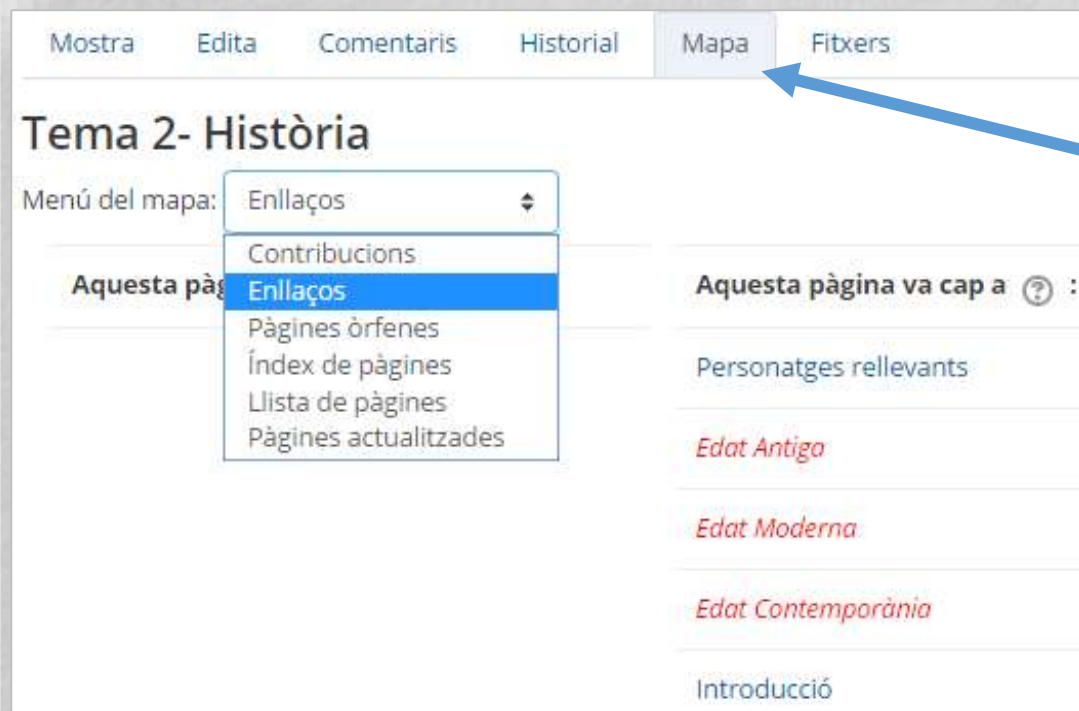 Mostra Edita Comentaris Historial Mapa Fitxers
Tema 2- Història
Menú del mapa: Enllaços
Contribucions
Enllaços
Pàgines òrfenes
Índex de pàgines
Llista de pàgines
Pàgines actualitzades
Aquesta
Aquesta pàgina va cap a ? :
Personatges rellevants
Edat Antiga
Edat Moderna
Edat Contemporània
Introducció